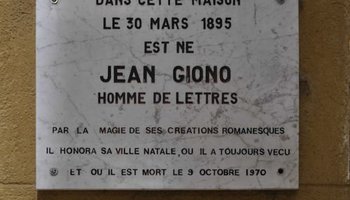 DANS CETTE MAISON
LE 30 MARS 1895
EST NE
JEAN GIONO
HOMME DE LETTRES
PAR LA MAGIE DE SES CREATIONS ROMANESQUES
IL HONORA SA VILLE NATALE, OU IL A TOUJOURS VECU
ET OU IL EST MORT LE 9 OCTOBRE 1970